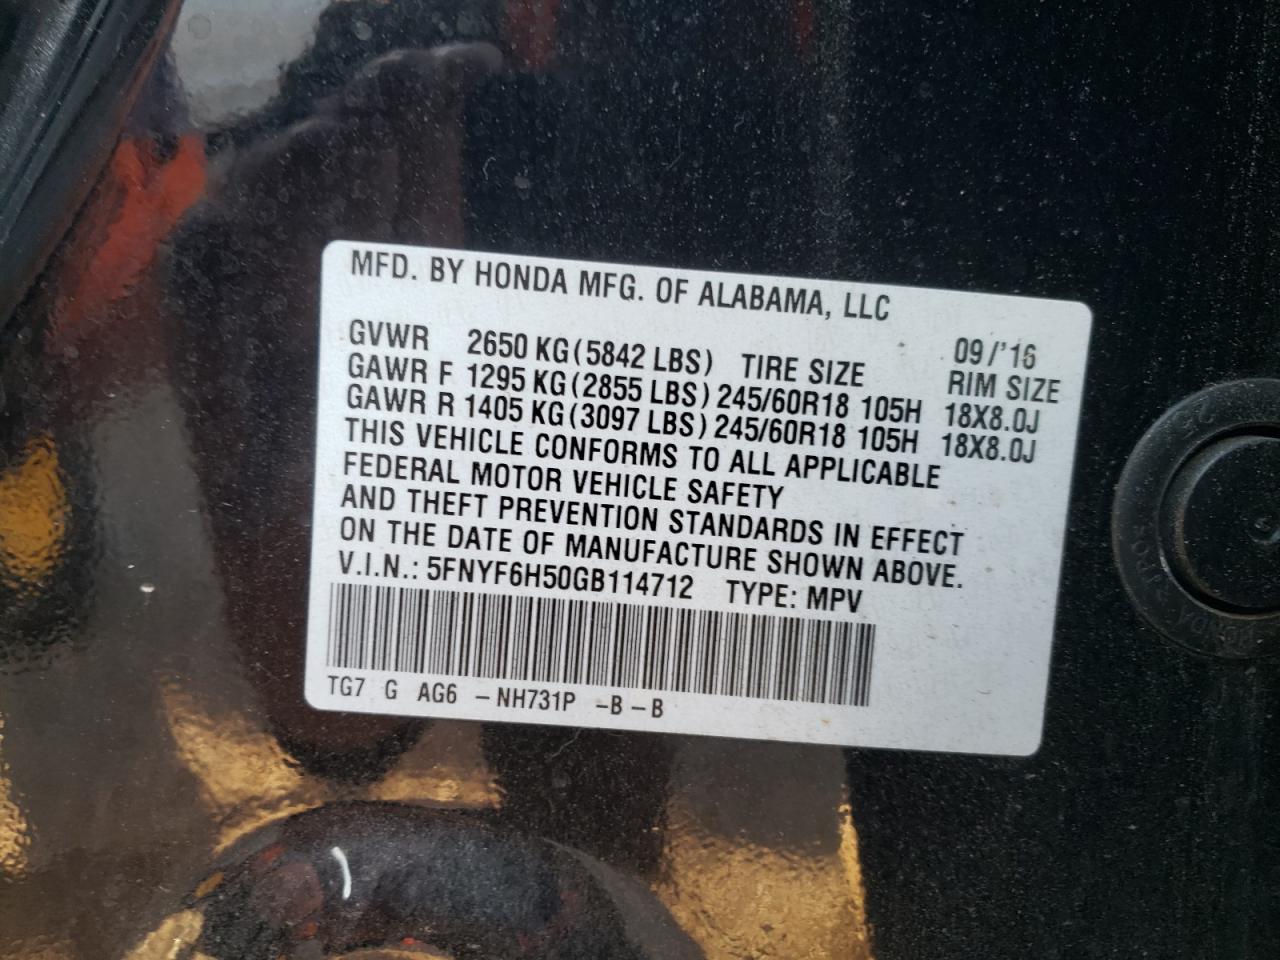 MFD. BY HONDA MFG. OF ALABAMA, LLC
09/'16
GVWR 2650 KG(5842 LBS) TIRE SIZE RIM SIZE
GAWR F 1295 KG(2855 LBS) 245/60R18 105H 18X8.0J
GAWR R 1405 KG(3097 LBS) 245/60R18 105H 18X8.0J
THIS VEHICLE CONFORMS TO ALL APPLICABLE
FEDERAL MOTOR VEHICLE SAFETY
AND THEFT PREVENTION STANDARDS IN EFFECT
ON THE DATE OF MANUFACTURE SHOWN ABOVE.
V.I.N.: 5FNYF6H50GB114712 TYPE: MPV
TG7 G AG6 -NH731P -B-B
HONDA